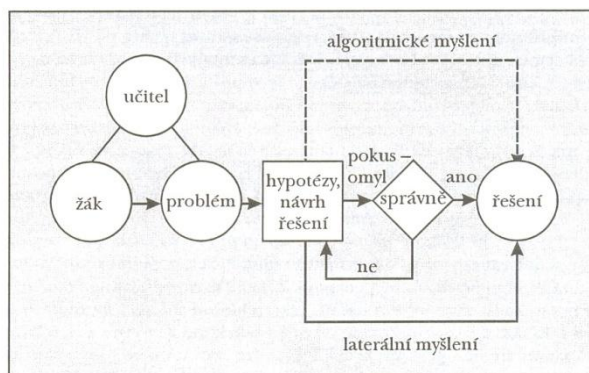 algoritmické myšlení
učitel
žák
problém
hypotézy,
návrh
řešení
pokus –
omyl
správně
ano
řešení
ne
laterální myšlení